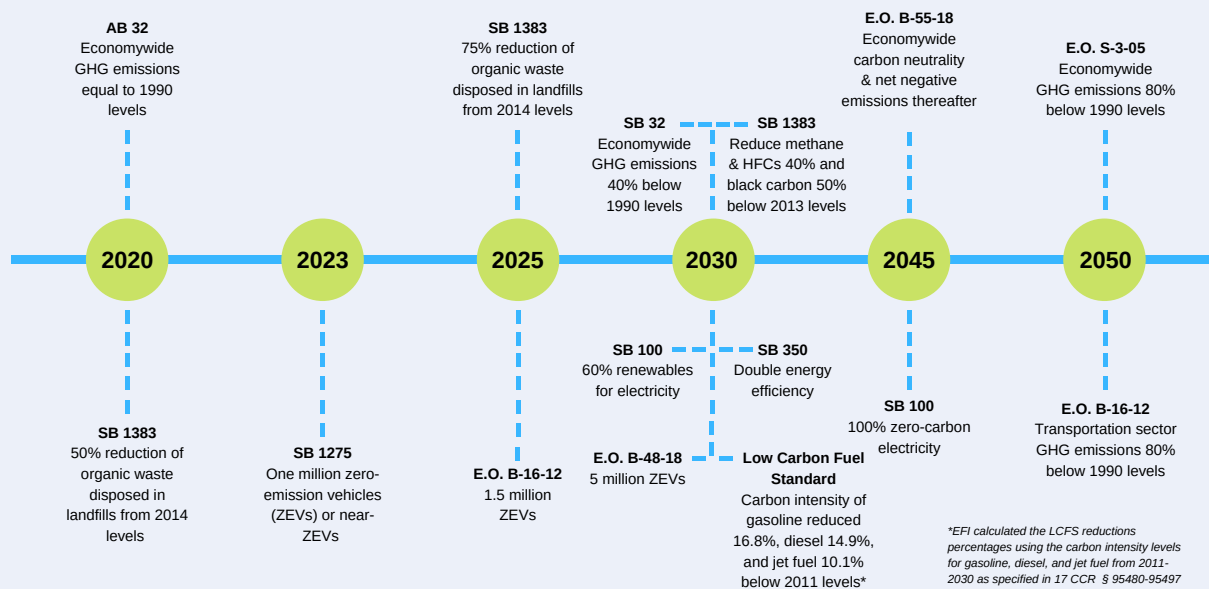 AB 32
Economywide
GHG emissions
equal to 1990
levels
SB 1383
75% reduction of
organic waste
disposed in landfills
from 2014 levels
SB 32
Economywide
GHG emissions
40% below
1990 levels
SB 1383
Reduce methane
& HFCs 40% and
black carbon 50%
below 2013 levels
E.O. B-55-18
Economywide
carbon neutrality
& net negative
emissions thereafter
E.O. S-3-05
Economywide
GHG emissions 80%
below 1990 levels
2020
2023
2025
2030
2045
2050
SB 1383
50% reduction of
organic waste
disposed in
landfills from 2014
levels
SB 1275
One million zero-
emission vehicles
(ZEVs) or near-
ZEVs
E.O. B-16-12
1.5 million
ZEVs
SB 100
60% renewables
for electricity
SB 350
Double energy
efficiency
E.O. B-48-18
5 million ZEVs
Low Carbon Fuel
Standard
Carbon intensity of
gasoline reduced
16.8%, diesel 14.9%,
and jet fuel 10.1%
below 2011 levels*
SB 100
100% zero-carbon
electricity
E.O. B-16-12
Transportation sector
GHG emissions 80%
below 1990 levels
*EFI calculated the LCFS reductions
percentages using the carbon intensity levels
for gasoline, diesel, and jet fuel from 2011-
2030 as specified in 17 CCR § 95480-95497